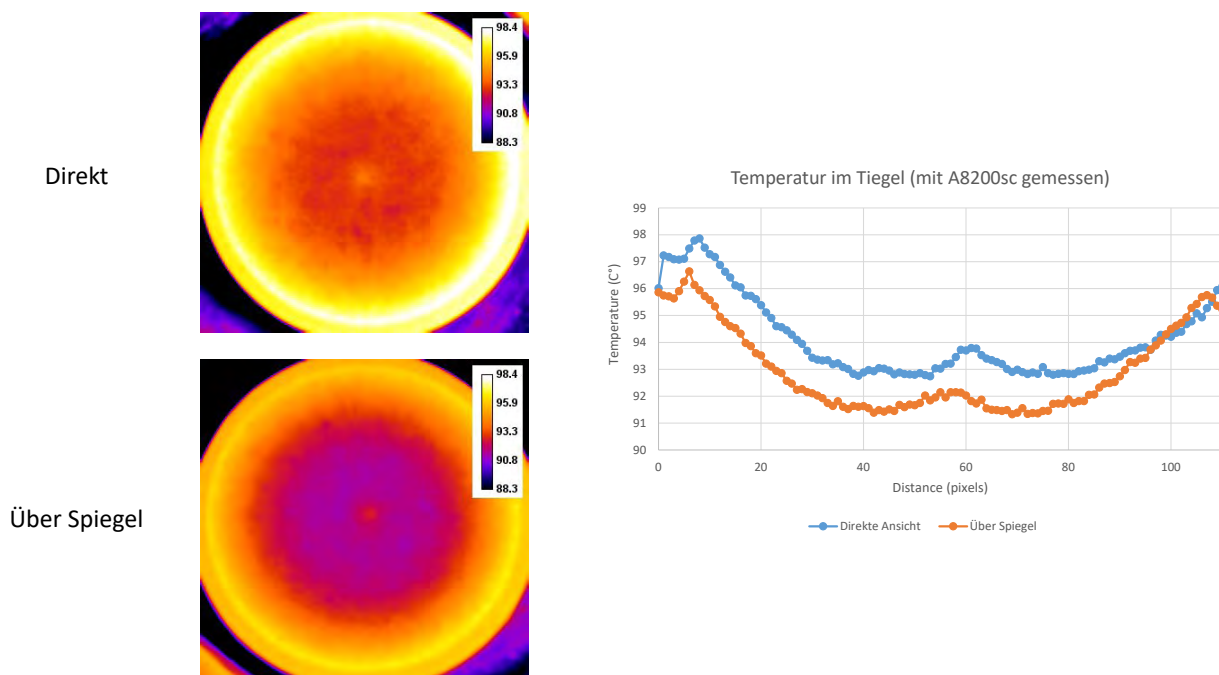 Direkt
98.4
95.9
93.3
90.8
88.3
Über Spiegel
98.4
95.9
93.3
90.8
88.3
Temperatur im Tiegel (mit A8200sc gemessen)
Temperature (C°)
99
98
97
96
95
94
93
92
91
90
0 20 40 60 80 100
Distance (pixels)
Direkte Ansicht Über Spiegel